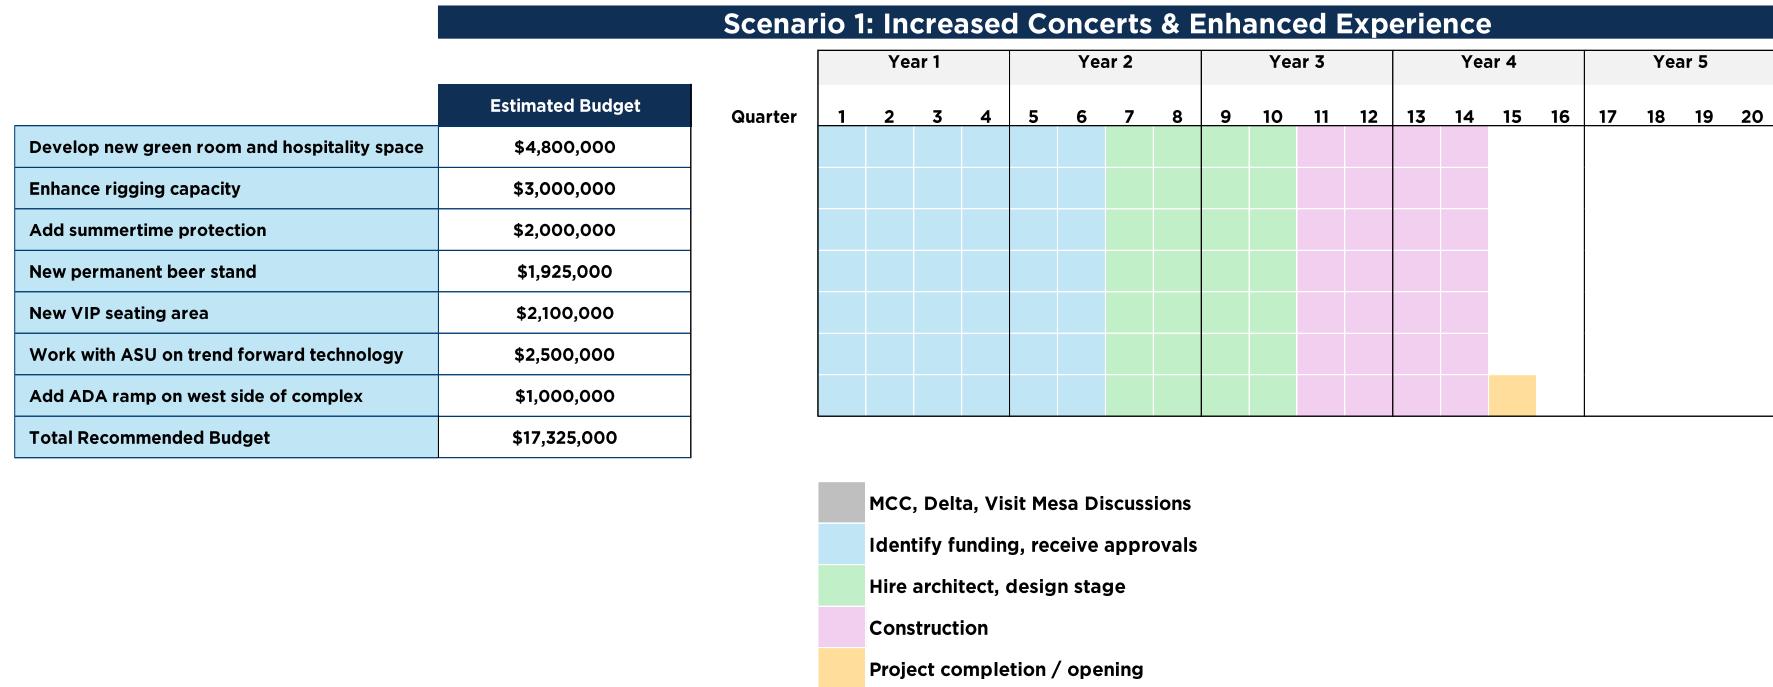 Scenario 1: Increased Concerts & Enhanced Experience
Year 1 Year 2 Year 3 Year 4 Year 5
Estimated Budget
Quarter 1 2 3 4 5 6 7 8 9 10 11 12 13 14 15 16 17 18 19 20
Develop new green room and hospitality space $4,800,000
Enhance rigging capacity $3,000,000
Add summertime protection $2,000,000
New permanent beer stand $1,925,000
New VIP seating area $2,100,000
Work with ASU on trend forward technology $2,500,000
Add ADA ramp on west side of complex $1,000,000
Total Recommended Budget $17,325,000
MCC, Delta, Visit Mesa Discussions
Identify funding, receive approvals
Hire architect, design stage
Construction
Project completion / opening